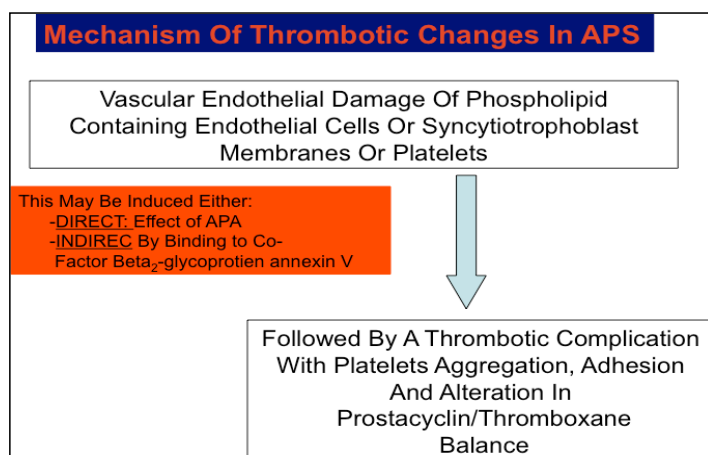 Mechanism Of Thrombotic Changes In APS
Vascular Endothelial Damage Of Phospholipid
Containing Endothelial Cells Or Syncytiotrophoblast
Membranes Or Platelets
This May Be Induced Either:
-DIRECT: Effect of APA
-INDIREC By Binding to Co-
Factor Beta₂-glycoprotien annexin V
Followed By A Thrombotic Complication
With Platelets Aggregation, Adhesion
And Alteration In
Prostacyclin/Thromboxane
Balance